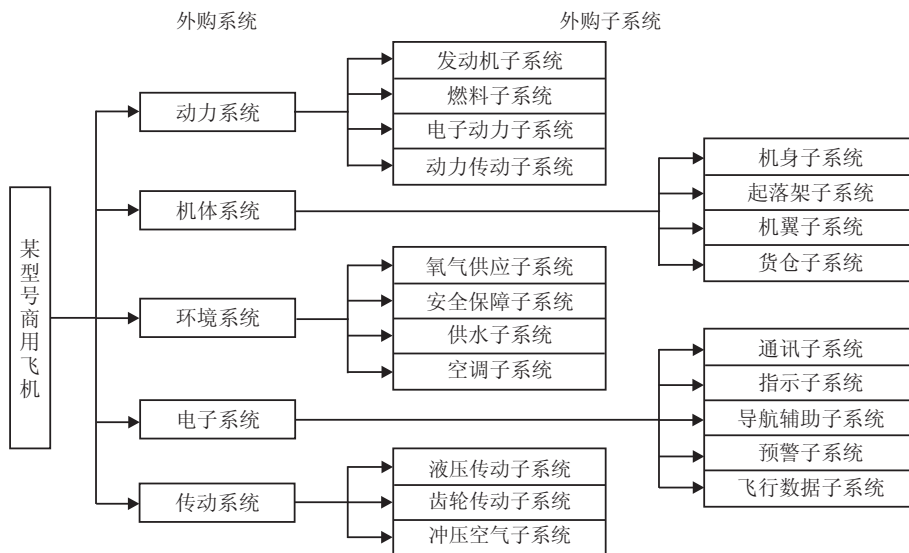 外购系统
外购子系统
某型号商用飞机
动力系统
发动机子系统
燃料子系统
电子动力子系统
动力传动子系统
机体系统
机身子系统
起落架子系统
机翼子系统
货仓子系统
环境系统
氧气供应子系统
安全保障子系统
供水子系统
空调子系统
电子系统
通讯子系统
指示子系统
导航辅助子系统
预警子系统
飞行数据子系统
传动系统
液压传动子系统
齿轮传动子系统
冲压空气子系统